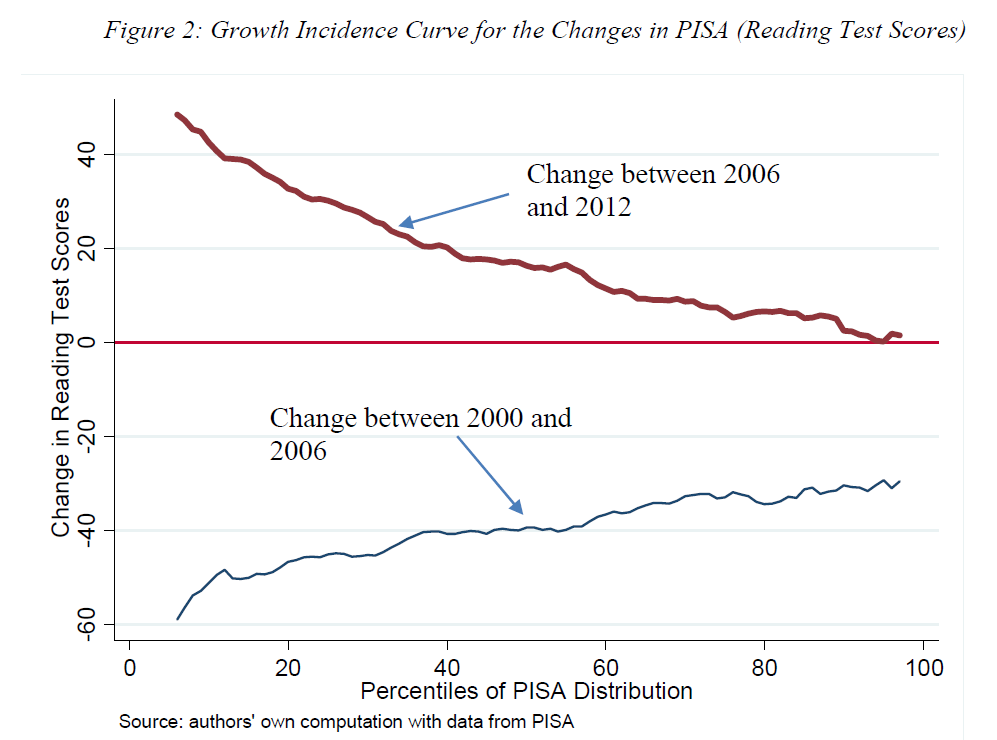 Figure 2: Growth Incidence Curve for the Changes in PISA (Reading Test Scores)
Change in Reading Test Scores
40
20
0
-20
-40
-60
Change between 2006
and 2012
Change between 2000 and
2006
0 20 40 60 80 100
Percentiles of PISA Distribution
Source: authors' own computation with data from PISA